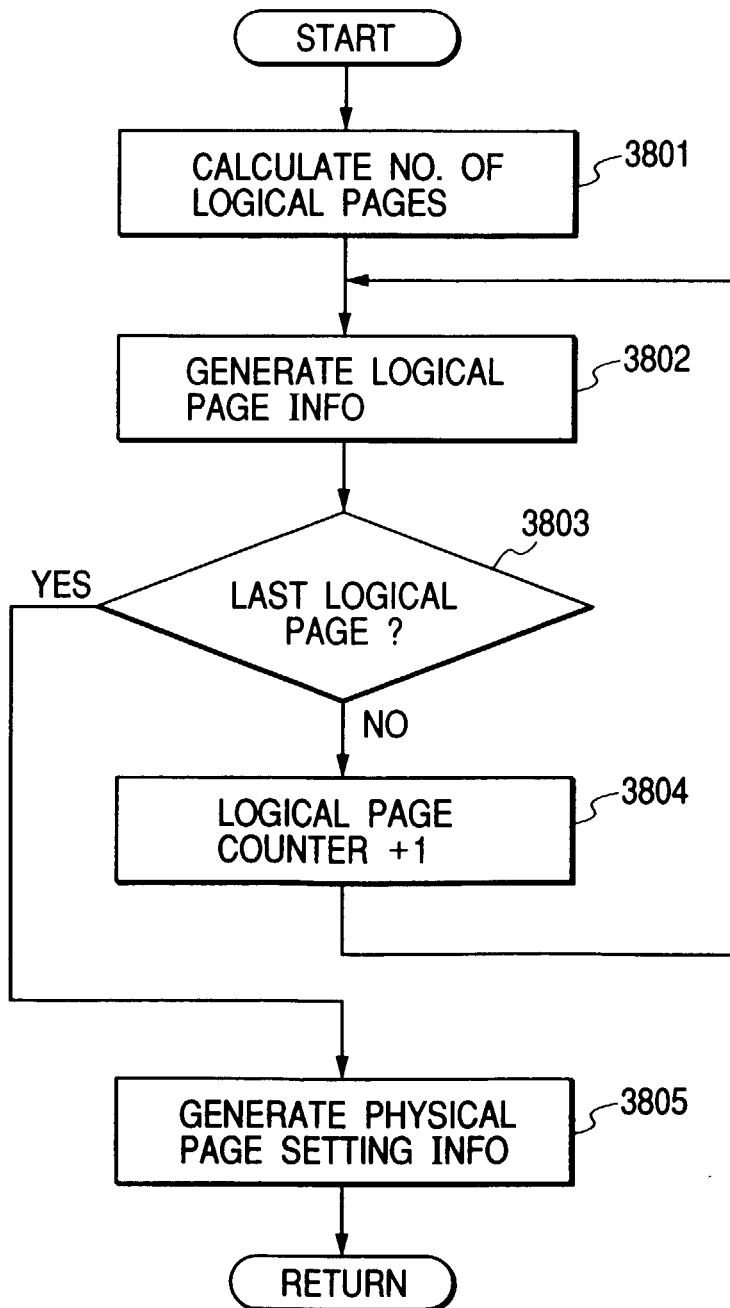 START
CALCULATE NO. OF
LOGICAL PAGES
3801
GENERATE LOGICAL
PAGE INFO
3802
3803
YES
LAST LOGICAL
PAGE ?
NO
LOGICAL PAGE
COUNTER +1
3804
GENERATE PHYSICAL
PAGE SETTING INFO
3805
RETURN